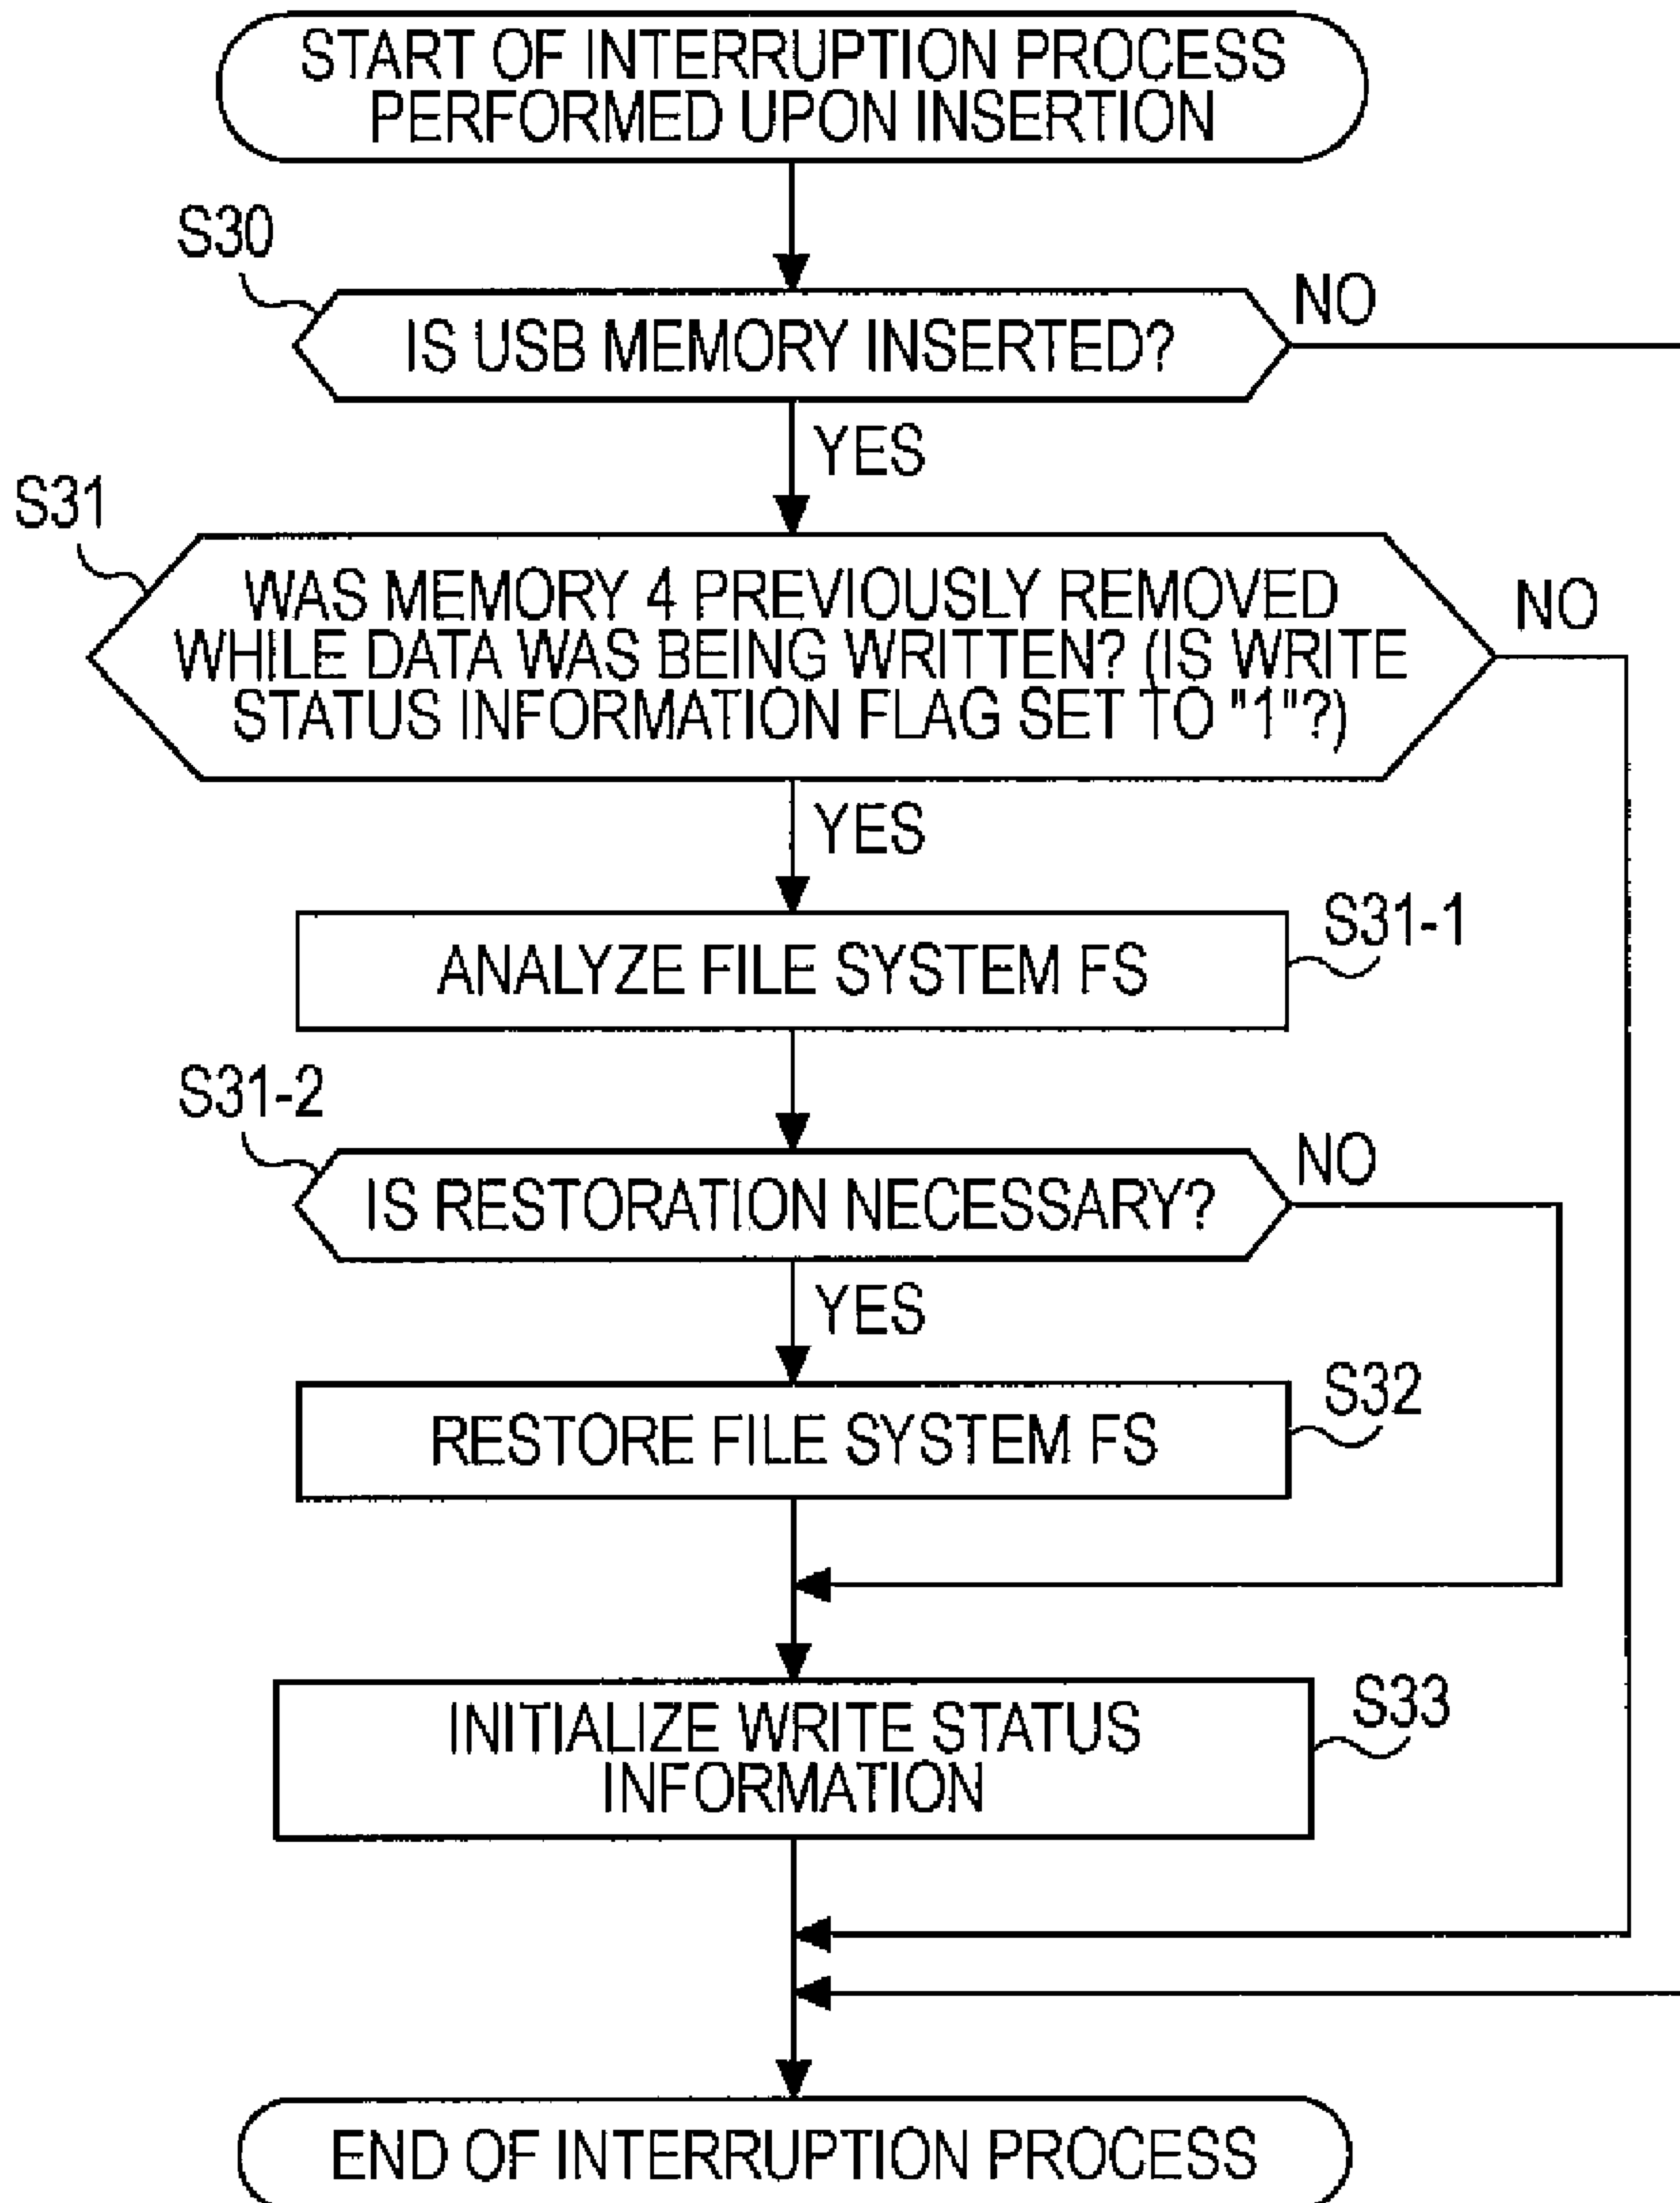 START OF INTERRUPTION PROCESS
PERFORMED UPON INSERTION
S30
NO
IS USB MEMORY INSERTED?
YES
S31
WAS MEMORY 4 PREVIOUSLY REMOVED
WHILE DATA WAS BEING WRITTEN? (IS WRITE
STATUS INFORMATION FLAG SET TO "1"?)
NO
YES
S31-1
ANALYZE FILE SYSTEM FS
S31-2
NO
IS RESTORATION NECESSARY?
YES
S32
RESTORE FILE SYSTEM FS
S33
INITIALIZE WRITE STATUS
INFORMATION
END OF INTERRUPTION PROCESS